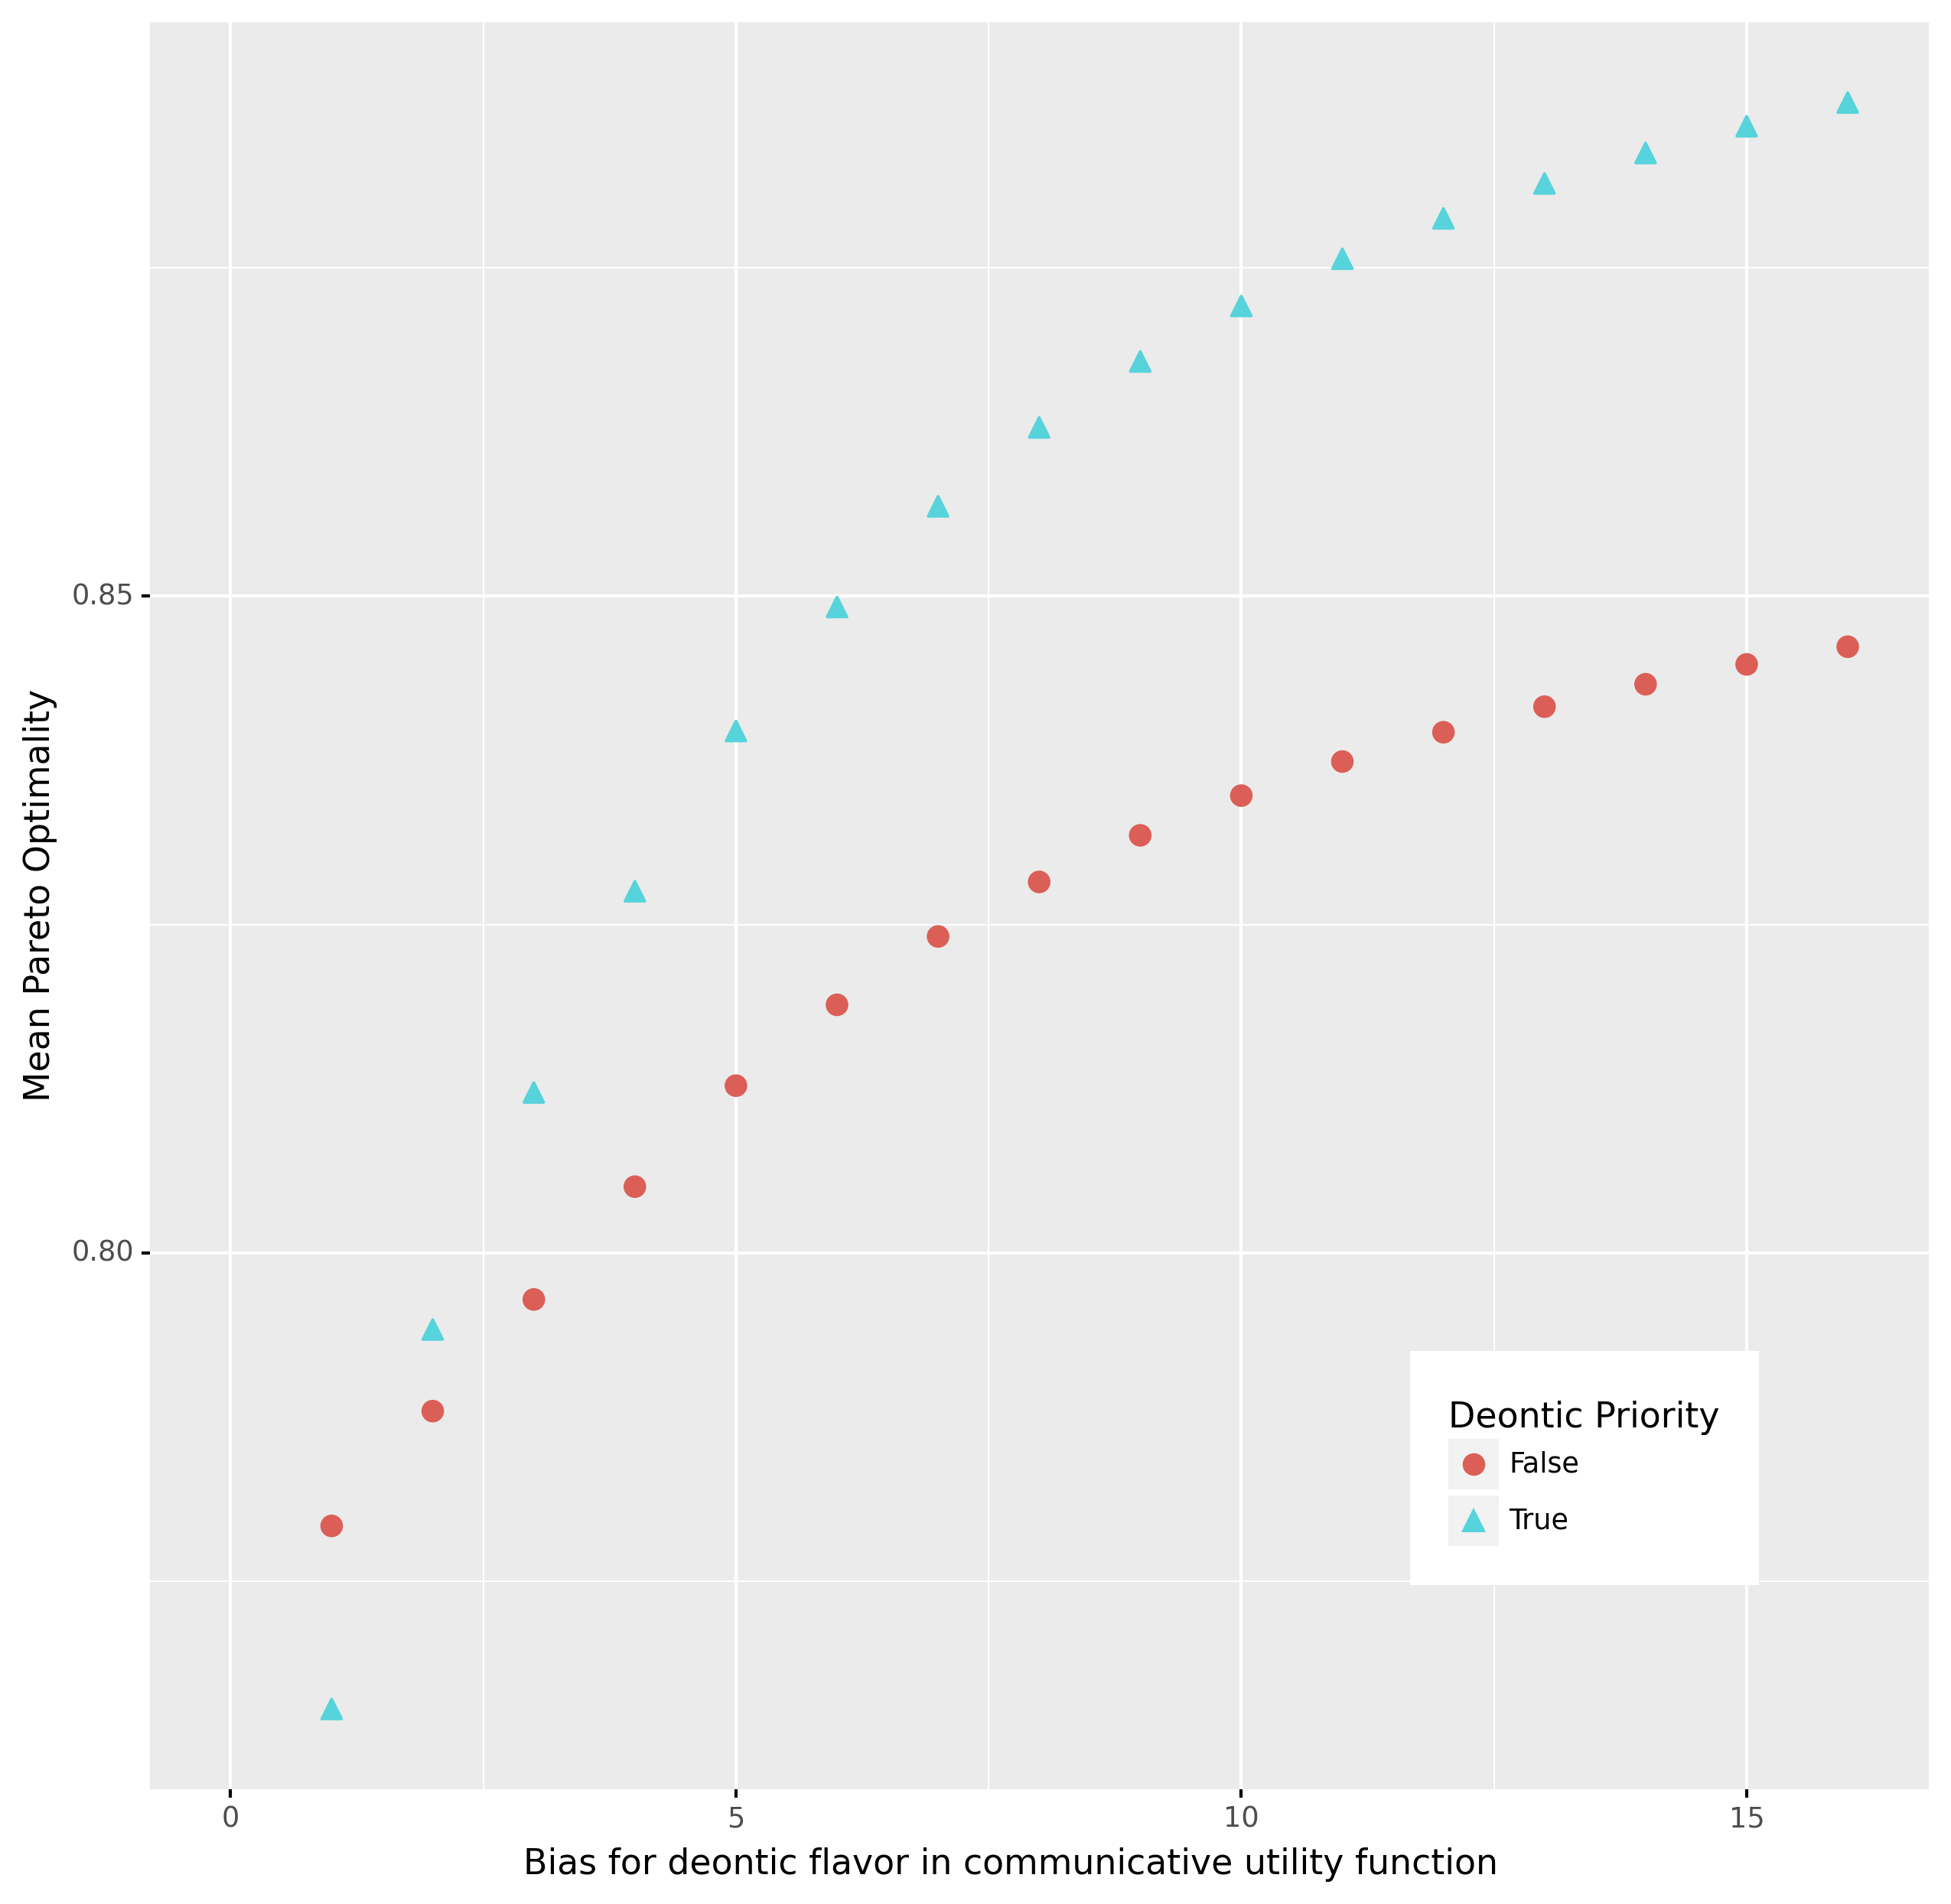 Mean Pareto Optimality
0.85
0.80
Deontic Priority
False
True
0 5 10 15
Bias for deontic flavor in communicative utility function